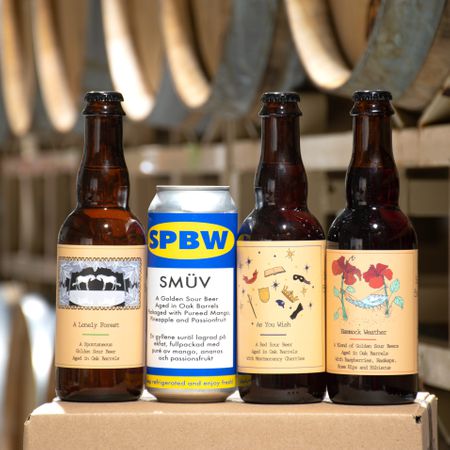 A Lonely Forest
A Spontaneous
Golden Sour Beer
Aged in Oak Barrels
SPBW
SMÜV
A Golden Sour Beer
Aged in Oak Barrels
Packaged with Pureed Mango,
Pineapple and Passionfruit
En gyllene suröl lagrad på
ekfat, fullpackad med
puré av mango, ananas
och passionsfrukt
refrigerated and enjoy fresh!
As You Wish
A Red Sour Beer
Aged in Oak Barrels
With Montmorency Cherries
Hammock Weather
A Blend of Golden Sour Beers
Aged in Oak Barrels
With Raspberries, Rosehips,
Rose Hips and Hibiscus